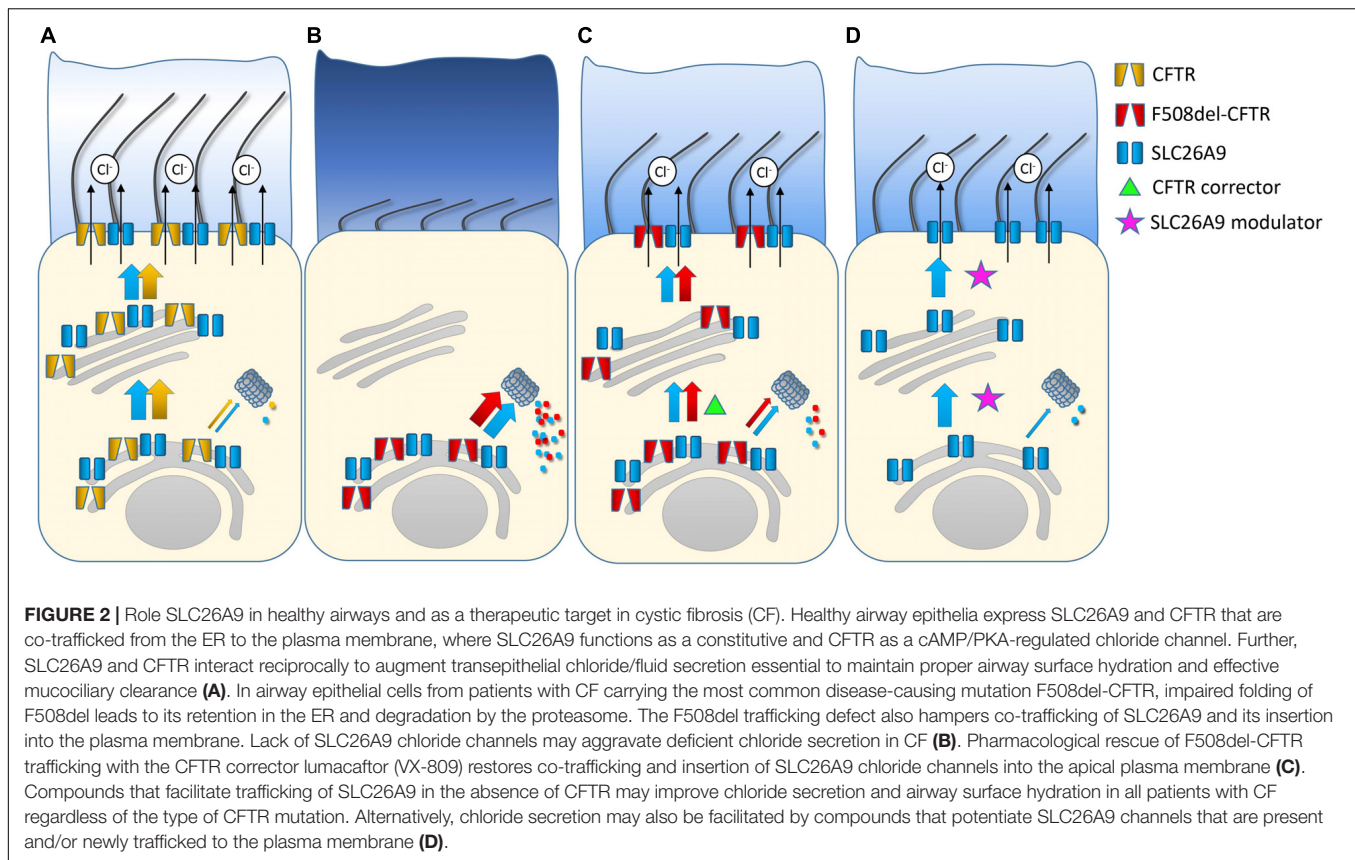 A
B
C
D
CFTR
F508del-CFTR
SLC26A9
CFTR corrector
SLC26A9 modulator
Cl-
Cl-
Cl-
Cl-
Cl-
Cl-
Cl-
FIGURE 2 | Role SLC26A9 in healthy airways and as a therapeutic target in cystic fibrosis (CF). Healthy airway epithelia express SLC26A9 and CFTR that are
co-trafficked from the ER to the plasma membrane, where SLC26A9 functions as a constitutive and CFTR as a cAMP/PKA-regulated chloride channel. Further,
SLC26A9 and CFTR interact reciprocally to augment transepithelial chloride/fluid secretion essential to maintain proper airway surface hydration and effective
mucociliary clearance (A). In airway epithelial cells from patients with CF carrying the most common disease-causing mutation F508del-CFTR, impaired folding of
F508del leads to its retention in the ER and degradation by the proteasome. The F508del trafficking defect also hampers co-trafficking of SLC26A9 and its insertion
into the plasma membrane. Lack of SLC26A9 chloride channels may aggravate deficient chloride secretion in CF (B). Pharmacological rescue of F508del-CFTR
trafficking with the CFTR corrector lumacaftor (VX-809) restores co-trafficking and insertion of SLC26A9 chloride channels into the apical plasma membrane (C).
Compounds that facilitate trafficking of SLC26A9 in the absence of CFTR may improve chloride secretion and airway surface hydration in all patients with CF
regardless of the type of CFTR mutation. Alternatively, chloride secretion may also be facilitated by compounds that potentiate SLC26A9 channels that are present
and/or newly trafficked to the plasma membrane (D).